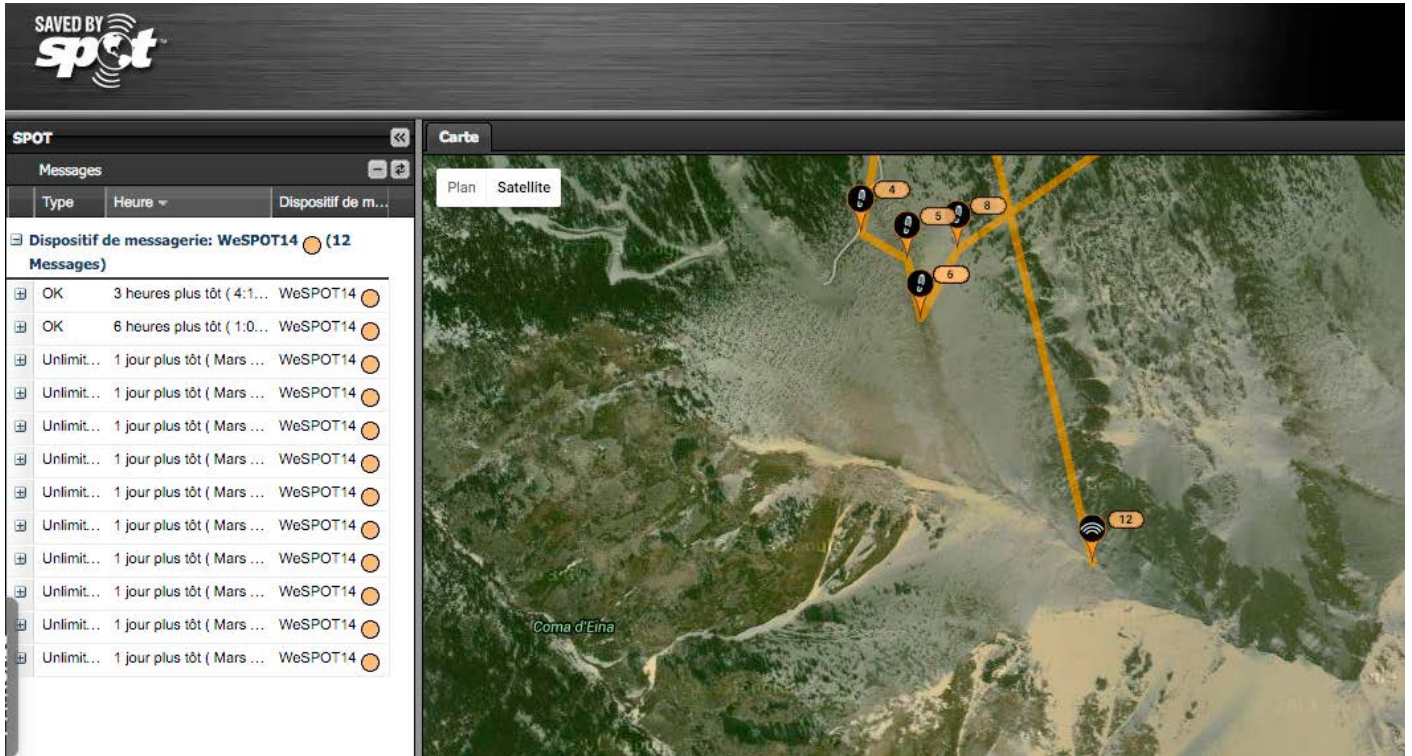 SAVED BY
spot
SPOT
Messages
Type Heure Dispositif de m...
Dispositif de messagerie: WeSPOT14 (12
Messages)
OK 3 heures plus tôt ( 4:1... WeSPOT14
OK 6 heures plus tôt ( 1:0... WeSPOT14
Unlimit... 1 jour plus tôt ( Mars ... WeSPOT14
Unlimit... 1 jour plus tôt ( Mars ... WeSPOT14
Unlimit... 1 jour plus tôt ( Mars ... WeSPOT14
Unlimit... 1 jour plus tôt ( Mars ... WeSPOT14
Unlimit... 1 jour plus tôt ( Mars ... WeSPOT14
Unlimit... 1 jour plus tôt ( Mars ... WeSPOT14
Unlimit... 1 jour plus tôt ( Mars ... WeSPOT14
Unlimit... 1 jour plus tôt ( Mars ... WeSPOT14
Unlimit... 1 jour plus tôt ( Mars ... WeSPOT14
Unlimit... 1 jour plus tôt ( Mars ... WeSPOT14
Carte
Plan Satellite
4
8
5
6
12
Coma d'Eina